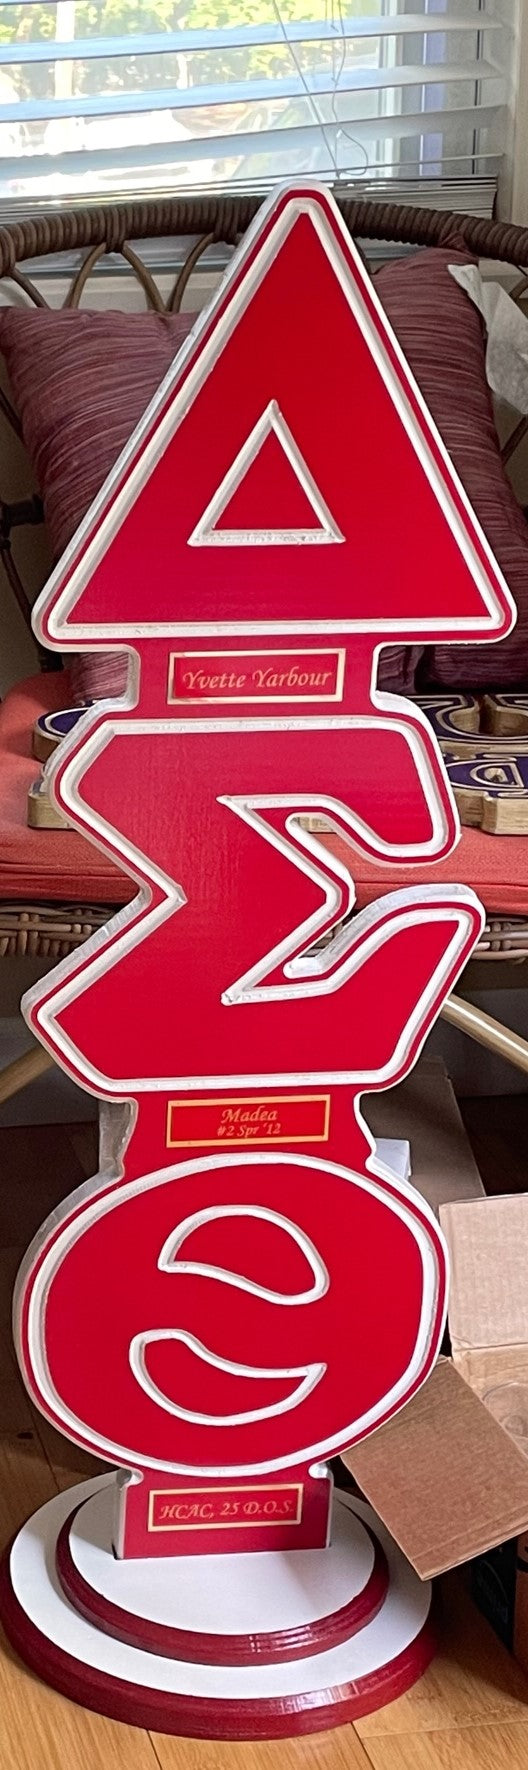 Δ
Yvette Yarbour
Σ
Madea
#2 Spr '12
Θ
HCAC, 25 D.O.S.